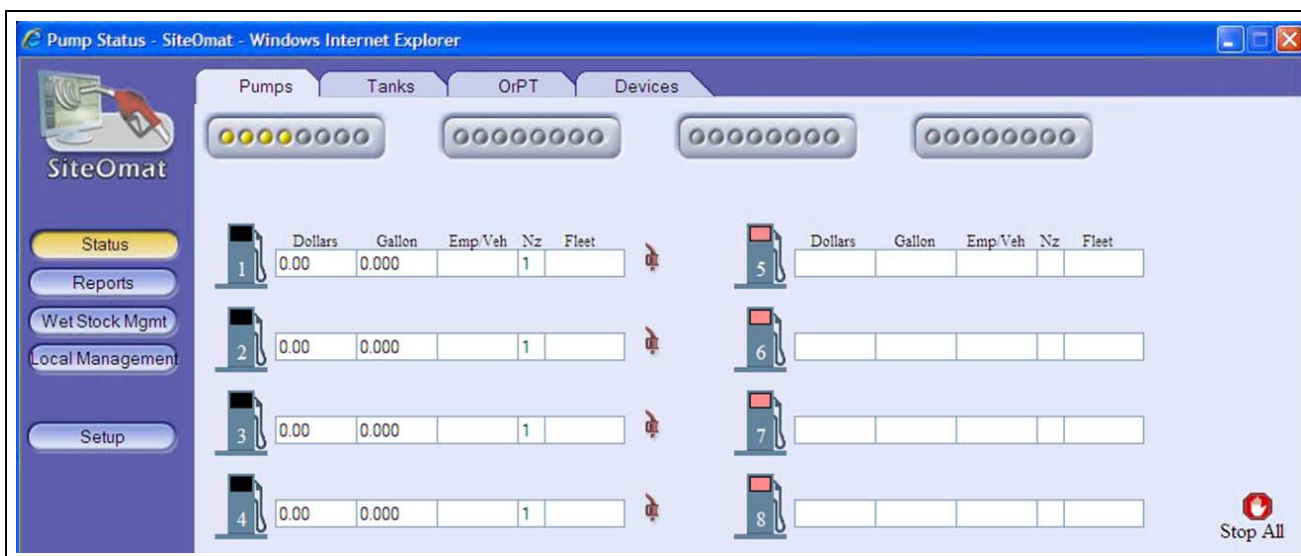 Pump Status - SiteOmat - Windows Internet Explorer
Pumps Tanks OrPT Devices
SiteOmat
Status
Reports
Wet Stock Mgmt
Local Management
Setup
Dollars Gallon Emp/Veh Nz Fleet
1 0.00 0.000 1
2 0.00 0.000 1
3 0.00 0.000 1
4 0.00 0.000 1
Dollars Gallon Emp/Veh Nz Fleet
5
6
7
8
Stop All